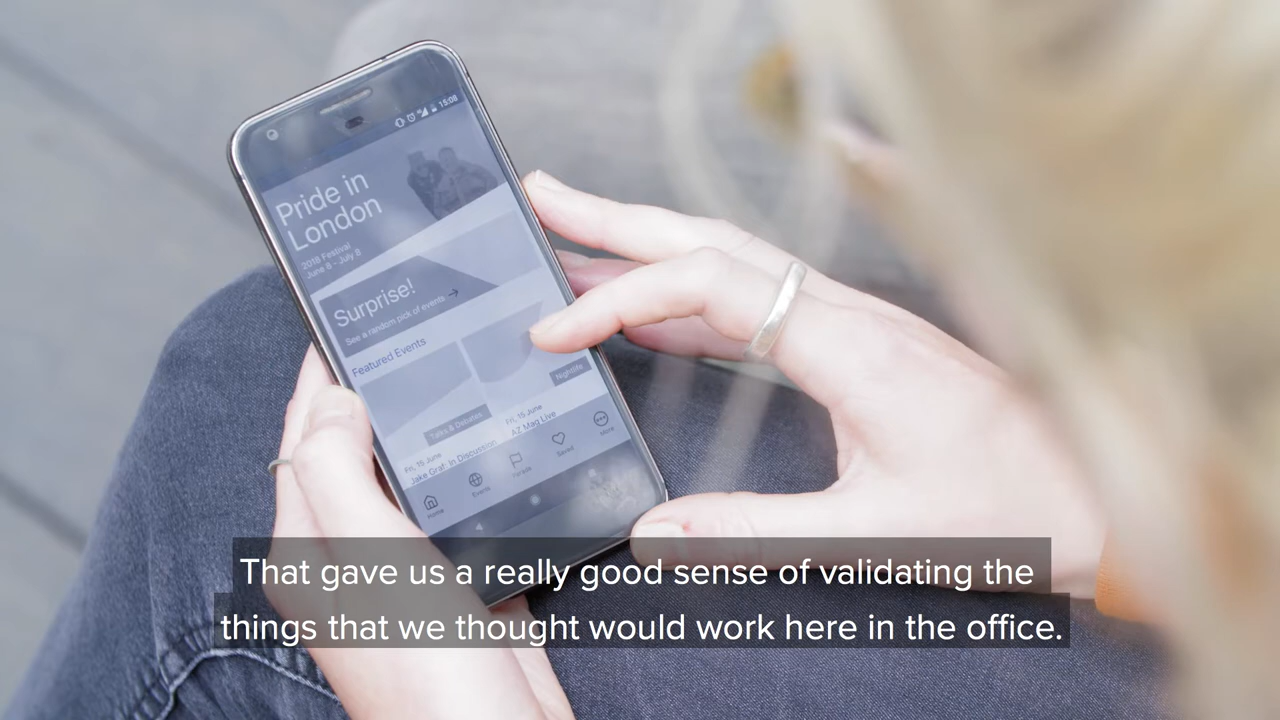 15:08
Pride in
London
2018 Festival
June 8 - July 8
Surprise!
See a random pick of events →
Featured Events
Nightlife
Talks & Debates
Fri, 15 June
AZ Mag Live
Fri, 15 June
Jake Graf: In Discussion
Home
Events
Parade
Saved
More
That gave us a really good sense of validating the
things that we thought would work here in the office.